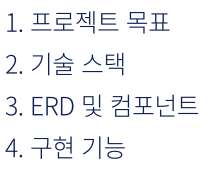 1. 프로젝트 목표
2. 기술 스택
3. ERD 및 컴포넌트
4. 구현 기능